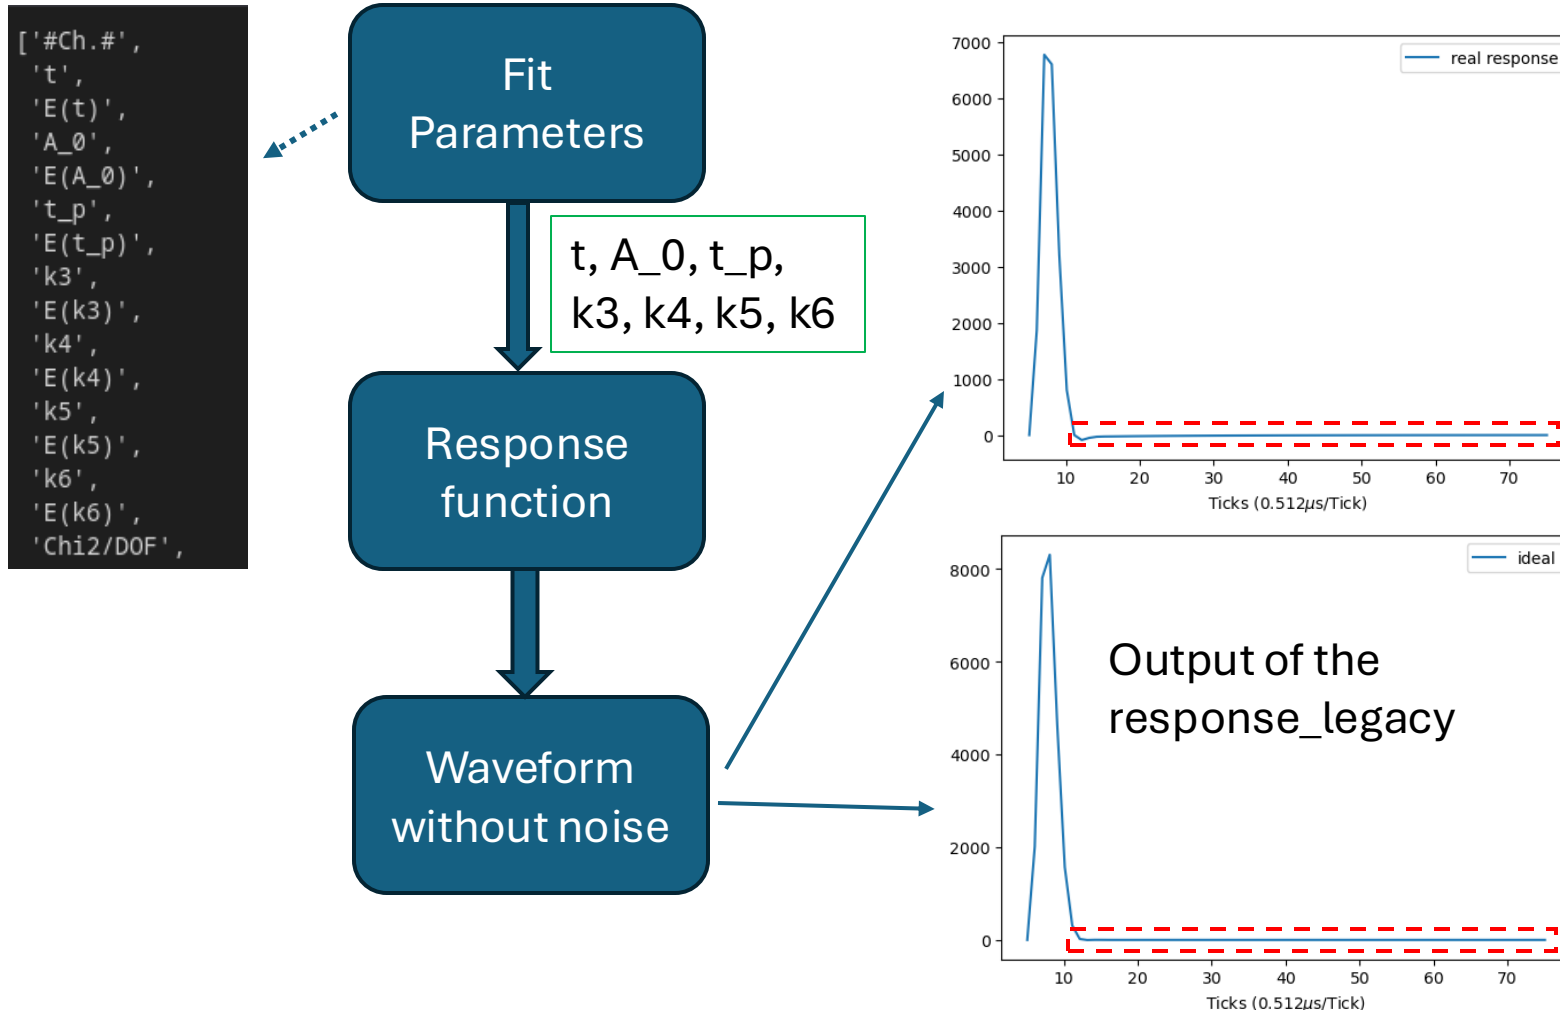 ['#Ch.#',
't',
'E(t)',
'A_0',
'E(A_0)',
't_p',
'E(t_p)',
'k3',
'E(k3)',
'k4',
'E(k4)',
'k5',
'E(k5)',
'k6',
'E(k6)',
'Chi2/DOF',
Fit
Parameters
t, A_0, t_p,
k3, k4, k5, k6
Response
function
Waveform
without noise
real response
7000
6000
5000
4000
3000
2000
1000
0
10 20 30 40 50 60 70
Ticks (0.512μs/Tick)
ideal
8000
6000
4000
2000
0
Output of the
response_legacy
10 20 30 40 50 60 70
Ticks (0.512μs/Tick)